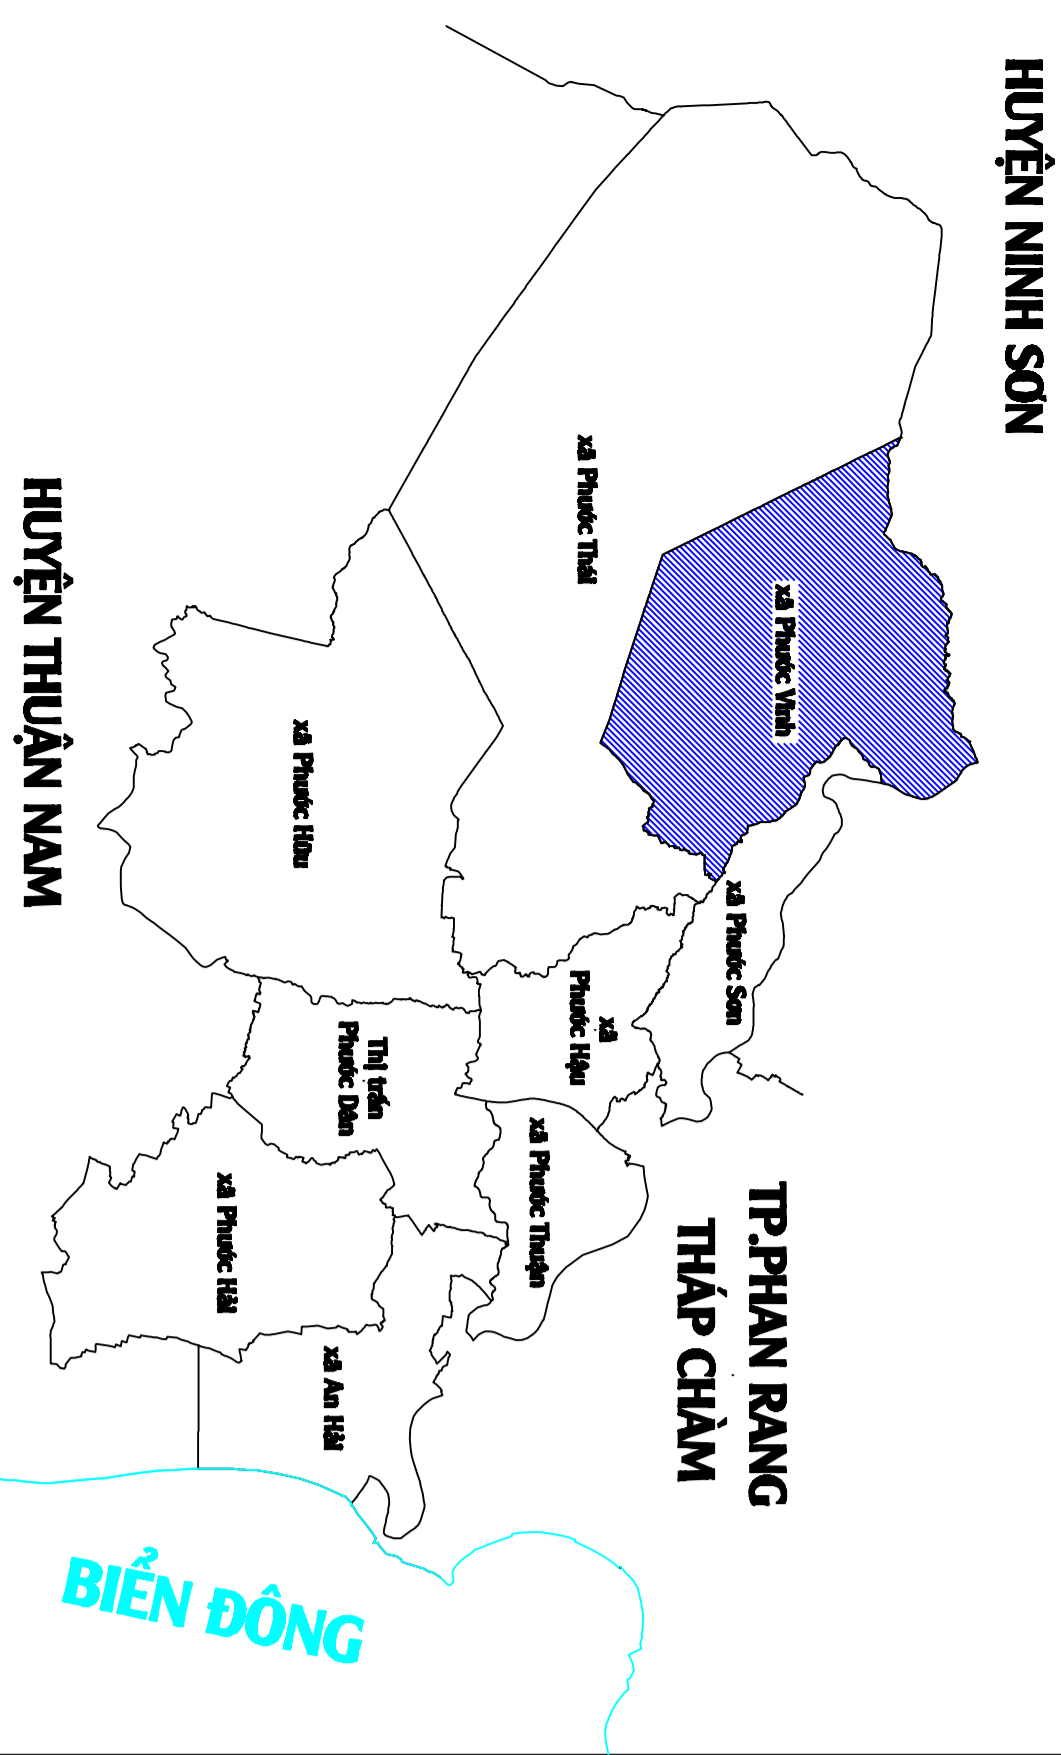 HUYỆN NINH SƠN
xã Phước Thái
xã Phước Vinh
HUYỆN THUẬN NAM
xã Phước Hữu
xã Phước Sơn
xã
Phước Hậu
Thị trấn
Phước Dân
xã Phước Thuận
xã Phước Hải
TP.PHAN RANG
THÁP CHÀM
xã An Hải
BIỂN ĐÔNG